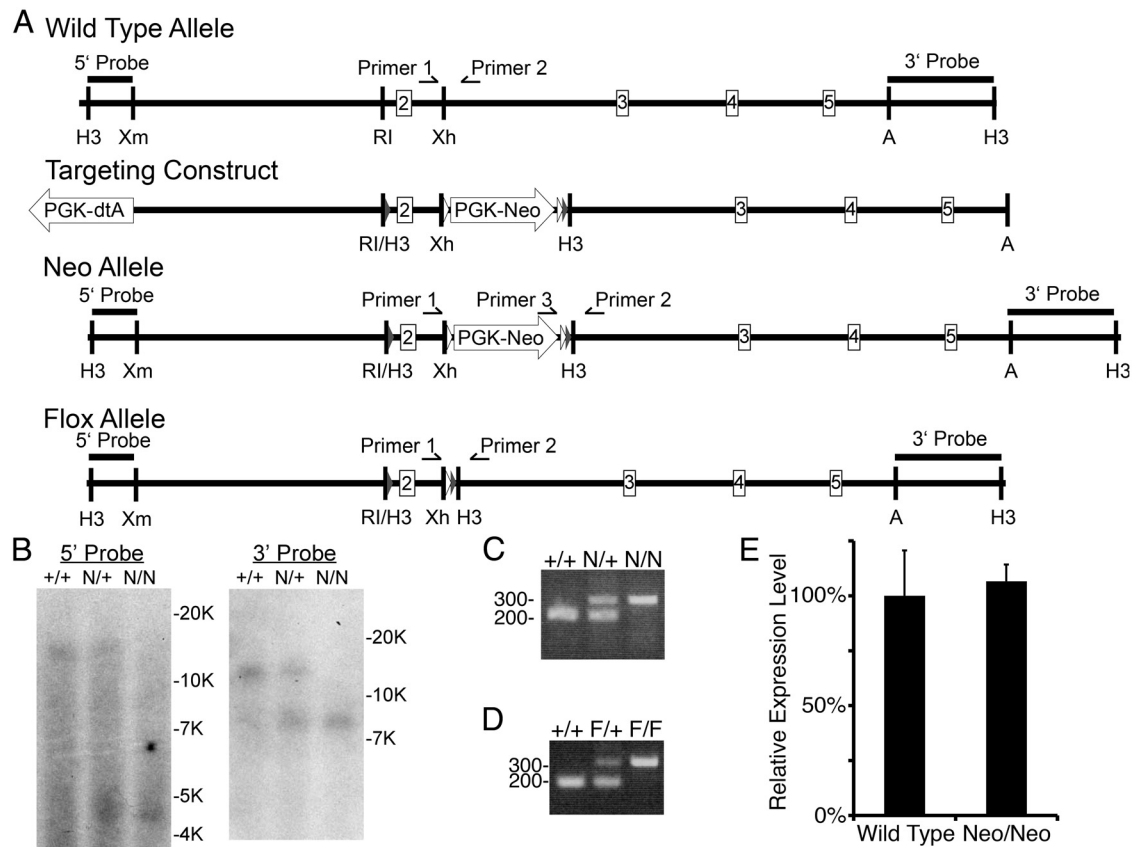 A
Wild Type Allele
5‘ Probe
Primer 1
Primer 2
3‘ Probe
2
3
4
5
H3
Xm
RI
Xh
A
H3
Targeting Construct
PGK-dtA
2
PGK-Neo
3
4
5
RI/H3
Xh
H3
A
Neo Allele
5‘ Probe
Primer 1
Primer 3
Primer 2
3‘ Probe
2
PGK-Neo
3
4
5
H3
Xm
RI/H3
Xh
H3
A
H3
Flox Allele
5‘ Probe
Primer 1
Primer 2
3‘ Probe
2
3
4
5
H3
Xm
RI/H3
Xh
H3
A
H3
B
5’ Probe
+/+ N/+ N/N
-20K
-10K
-7K
-5K
-4K
3’ Probe
+/+ N/+ N/N
-20K
-10K
-7K
C
+/+ N/+ N/N
300-
200-
D
+/+ F/+ F/F
300-
200-
E
Relative Expression Level
100%
50%
0%
Wild Type
Neo/Neo